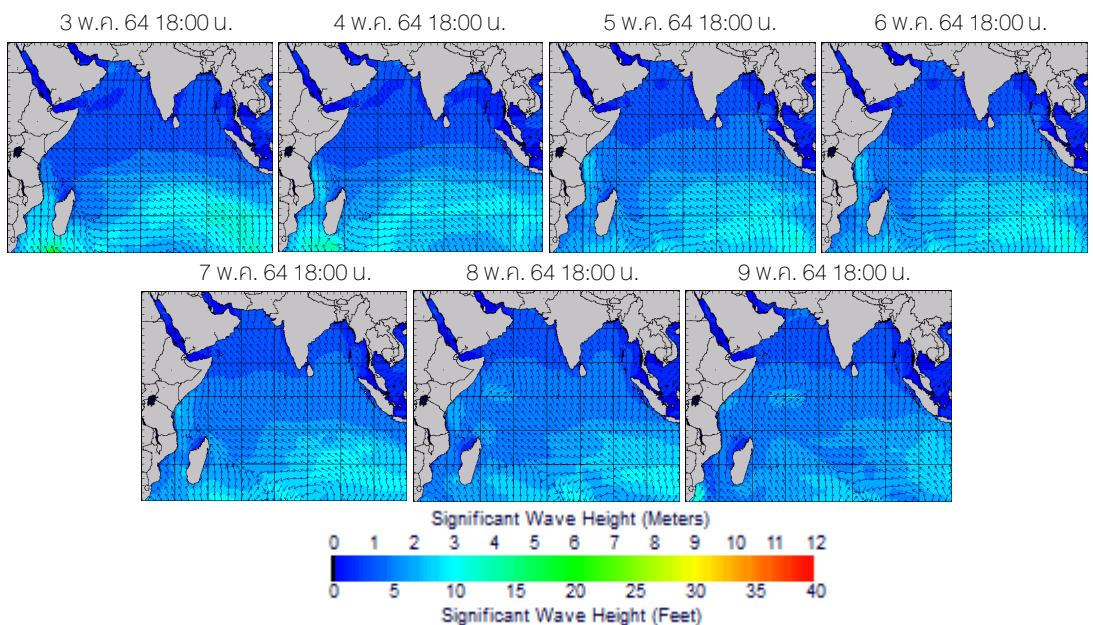 3 พ.ค. 64 18:00 น.
4 พ.ค. 64 18:00 น.
5 พ.ค. 64 18:00 น.
6 พ.ค. 64 18:00 น.
7 พ.ค. 64 18:00 น.
8 พ.ค. 64 18:00 น.
9 พ.ค. 64 18:00 น.
Significant Wave Height (Meters)
0 1 2 3 4 5 6 7 8 9 10 11 12
0 5 10 15 20 25 30 35 40
Significant Wave Height (Feet)